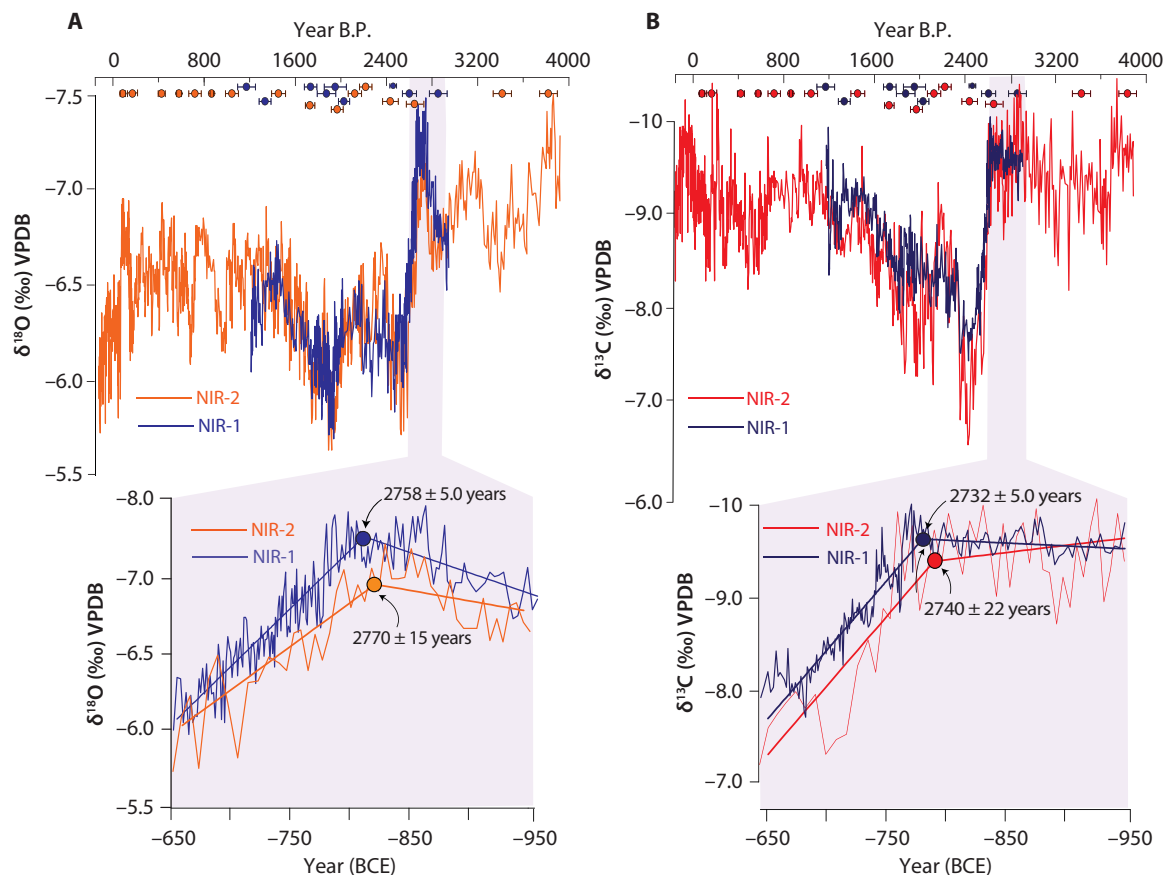 A
Year B.P.
0 800 1600 2400 3200 4000
−7.5
−7.0
−6.5
−6.0
−5.5
δ¹⁸O (‰) VPDB
NIR-2
NIR-1
−8.0
−7.0
−6.5
−6.0
−5.5
δ¹⁸O (‰) VPDB
NIR-2
NIR-1
2758 ± 5.0 years
2770 ± 15 years
−650 −750 −850 −950
Year (BCE)
B
Year B.P.
0 800 1600 2400 3200 4000
−10
−9.0
−8.0
−7.0
−6.0
δ¹³C (‰) VPDB
NIR-2
NIR-1
−10
−9.0
−8.0
−7.0
δ¹³C (‰) VPDB
NIR-2
NIR-1
2732 ± 5.0 years
2740 ± 22 years
−650 −750 −850 −950
Year (BCE)